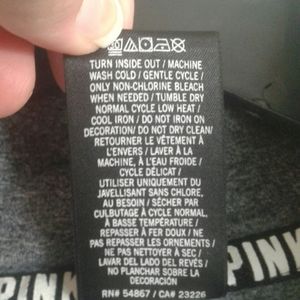 TURN INSIDE OUT / MACHINE
WASH COLD / GENTLE CYCLE /
ONLY NON-CHLORINE BLEACH
WHEN NEEDED / TUMBLE DRY
NORMAL CYCLE LOW HEAT /
COOL IRON / DO NOT IRON ON
DECORATION/ DO NOT DRY CLEAN/
RETOURNER LE VÊTEMENT À
L'ENVERS / LAVER À LA
MACHINE, À L'EAU FROIDE /
CYCLE DÉLICAT /
UTILISER UNIQUEMENT DU
JAVELLISANT SANS CHLORE,
AU BESOIN / SÉCHER PAR
CULBUTAGE À CYCLE NORMAL,
À BASSE TEMPÉRATURE /
REPASSER À FER DOUX / NE
PAS REPASSER LES ORNEMENTS /
NE PAS NETTOYER À SEC /
LAVAR DEL LADO DEL REVES / NO
PLANCHAR SOBRE LA
DECORACIÓN
RN# 54867 / CA# 23226
PINK
PINK